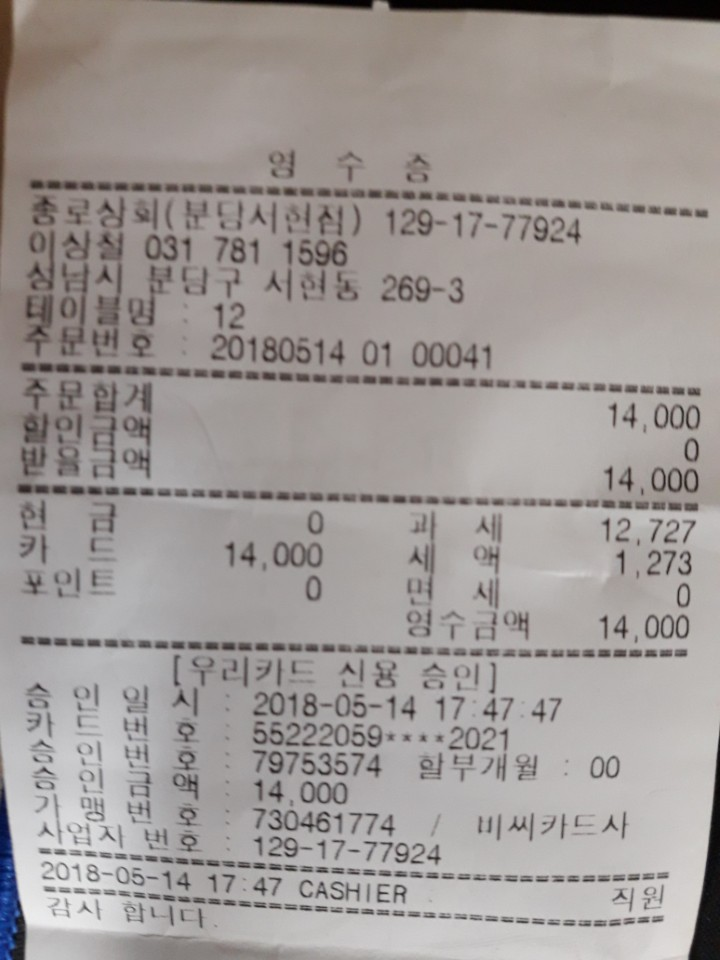 영 수 증
종로상회(분당서현점) 129-17-77924
이상철 031 781 1596
성남시 분당구 서현동 269-3
테이블명 : 12
주문번호 : 20180514 01 00041
주문합계 14,000
할인금액 0
받을금액 14,000
현 금 0 과 세 12,727
카 드 14,000 세 액 1,273
포인트 0 면 세 0
영수금액 14,000
[우리카드 신용 승인]
승 인 일 시 : 2018-05-14 17:47:47
카 드 번 호 : 55222059****2021
승 인 번 호 : 79753574 할부개월 : 00
승 인 금 액 : 14,000
가 맹 번 호 : 730461774 / 비씨카드사
사업자 번호 : 129-17-77924
2018-05-14 17:47 CASHIER : 직원
감사 합니다.